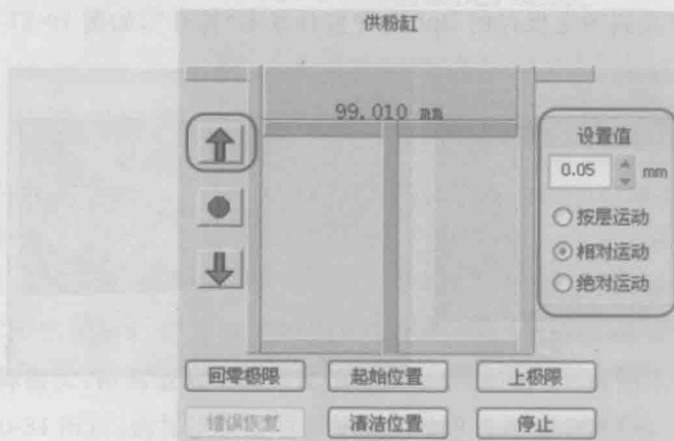 供粉缸
99.010 mm
设置值
0.05 mm
按层运动
相对运动
绝对运动
回零极限 起始位置 上极限
错误恢复 清洁位置 停止